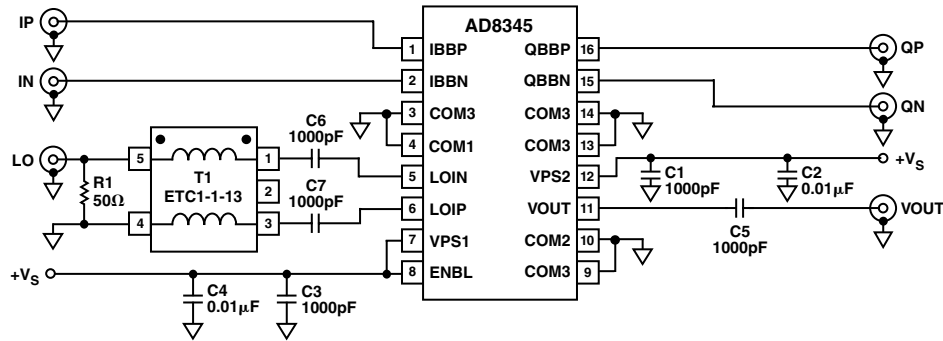 AD8345
IP
IN
LO
1 IBBP
2 IBBN
3 COM3
4 COM1
5 LOIN
6 LOIP
7 VPS1
8 ENBL
QBBP 16
QBBN 15
COM3 14
COM3 13
VPS2 12
VOUT 11
COM2 10
COM3 9
QP
QN
+VS
VOUT
C6
1000pF
C7
1000pF
5
1
2
4
3
T1
ETC1-1-13
R1
50Ω
+VS
C4
0.01μF
C3
1000pF
C1
1000pF
C2
0.01μF
C5
1000pF